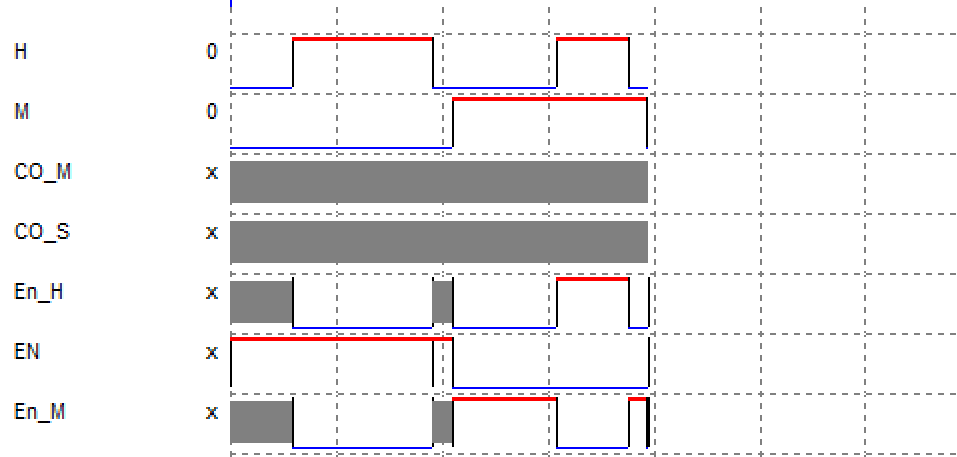 H 0
M 0
CO_M x
CO_S x
En_H x
EN x
En_M x